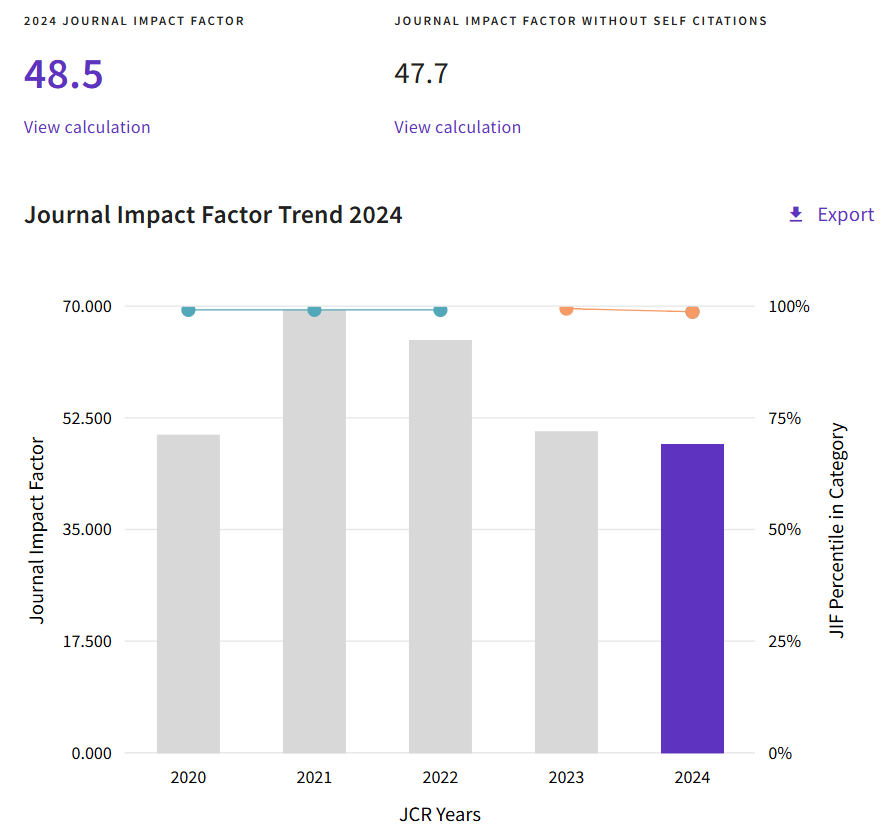 2024 JOURNAL IMPACT FACTOR
JOURNAL IMPACT FACTOR WITHOUT SELF CITATIONS
48.5
47.7
View calculation
View calculation
Journal Impact Factor Trend 2024
Export
70.000
100%
52.500
75%
35.000
50%
17.500
25%
0.000
0%
Journal Impact Factor
JIF Percentile in Category
2020
2021
2022
2023
2024
JCR Years